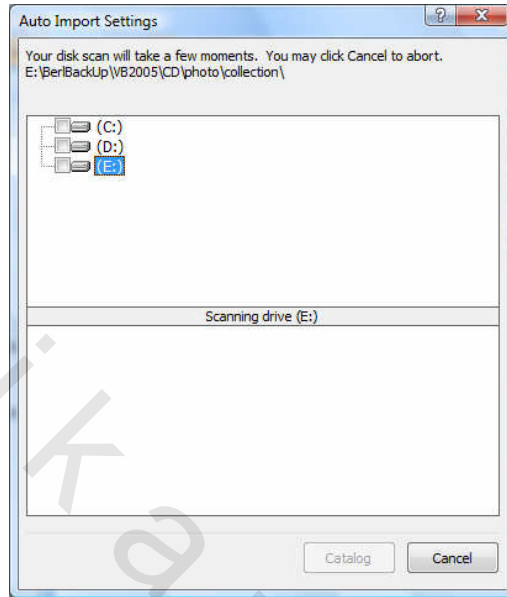 Auto Import Settings
Your disk scan will take a few moments. You may click Cancel to abort.
E:\BerlBackUp\VB2005\CD\photo\collection\
(C:)
(D:)
(E:)
Scanning drive (E:)
Catalog
Cancel
i k a